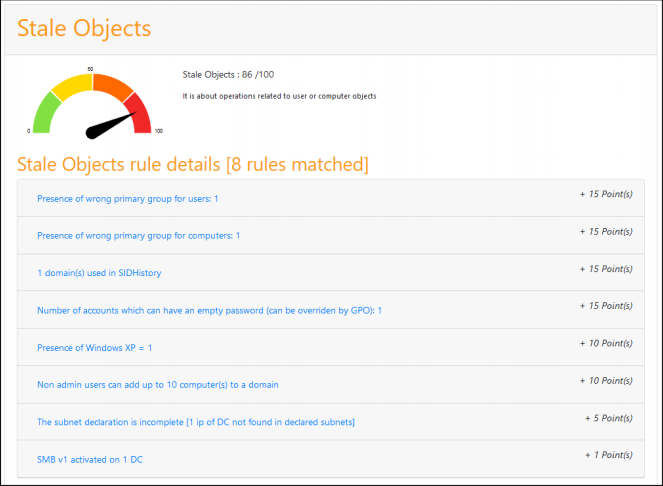 Stale Objects
50
0
100
Stale Objects : 86 /100
It is about operations related to user or computer objects
Stale Objects rule details [8 rules matched]
Presence of wrong primary group for users: 1
+ 15 Point(s)
Presence of wrong primary group for computers: 1
+ 15 Point(s)
1 domain(s) used in SIDHistory
+ 15 Point(s)
Number of accounts which can have an empty password (can be overriden by GPO): 1
+ 15 Point(s)
Presence of Windows XP = 1
+ 10 Point(s)
Non admin users can add up to 10 computer(s) to a domain
+ 10 Point(s)
The subnet declaration is incomplete [1 ip of DC not found in declared subnets]
+ 5 Point(s)
SMB v1 activated on 1 DC
+ 1 Point(s)